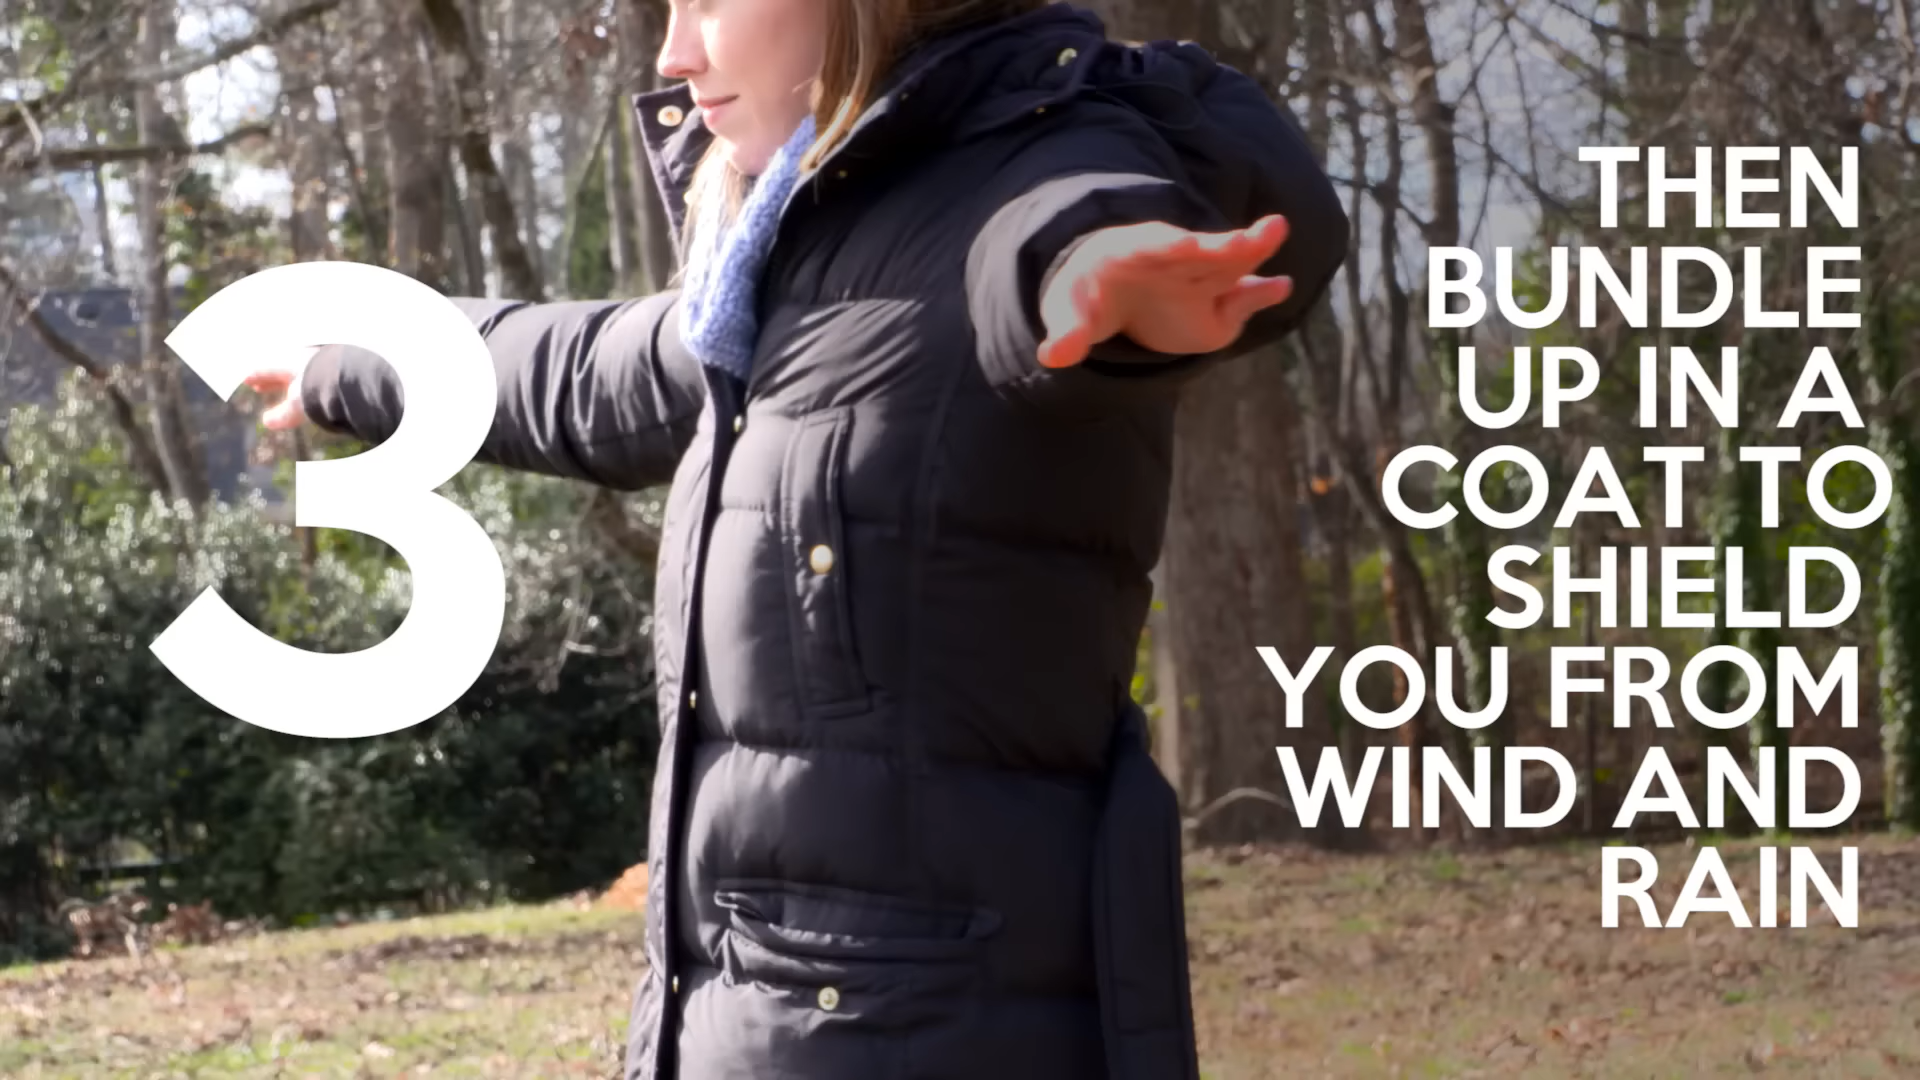 3
THEN
BUNDLE
UP IN A
COAT TO
SHIELD
YOU FROM
WIND AND
RAIN